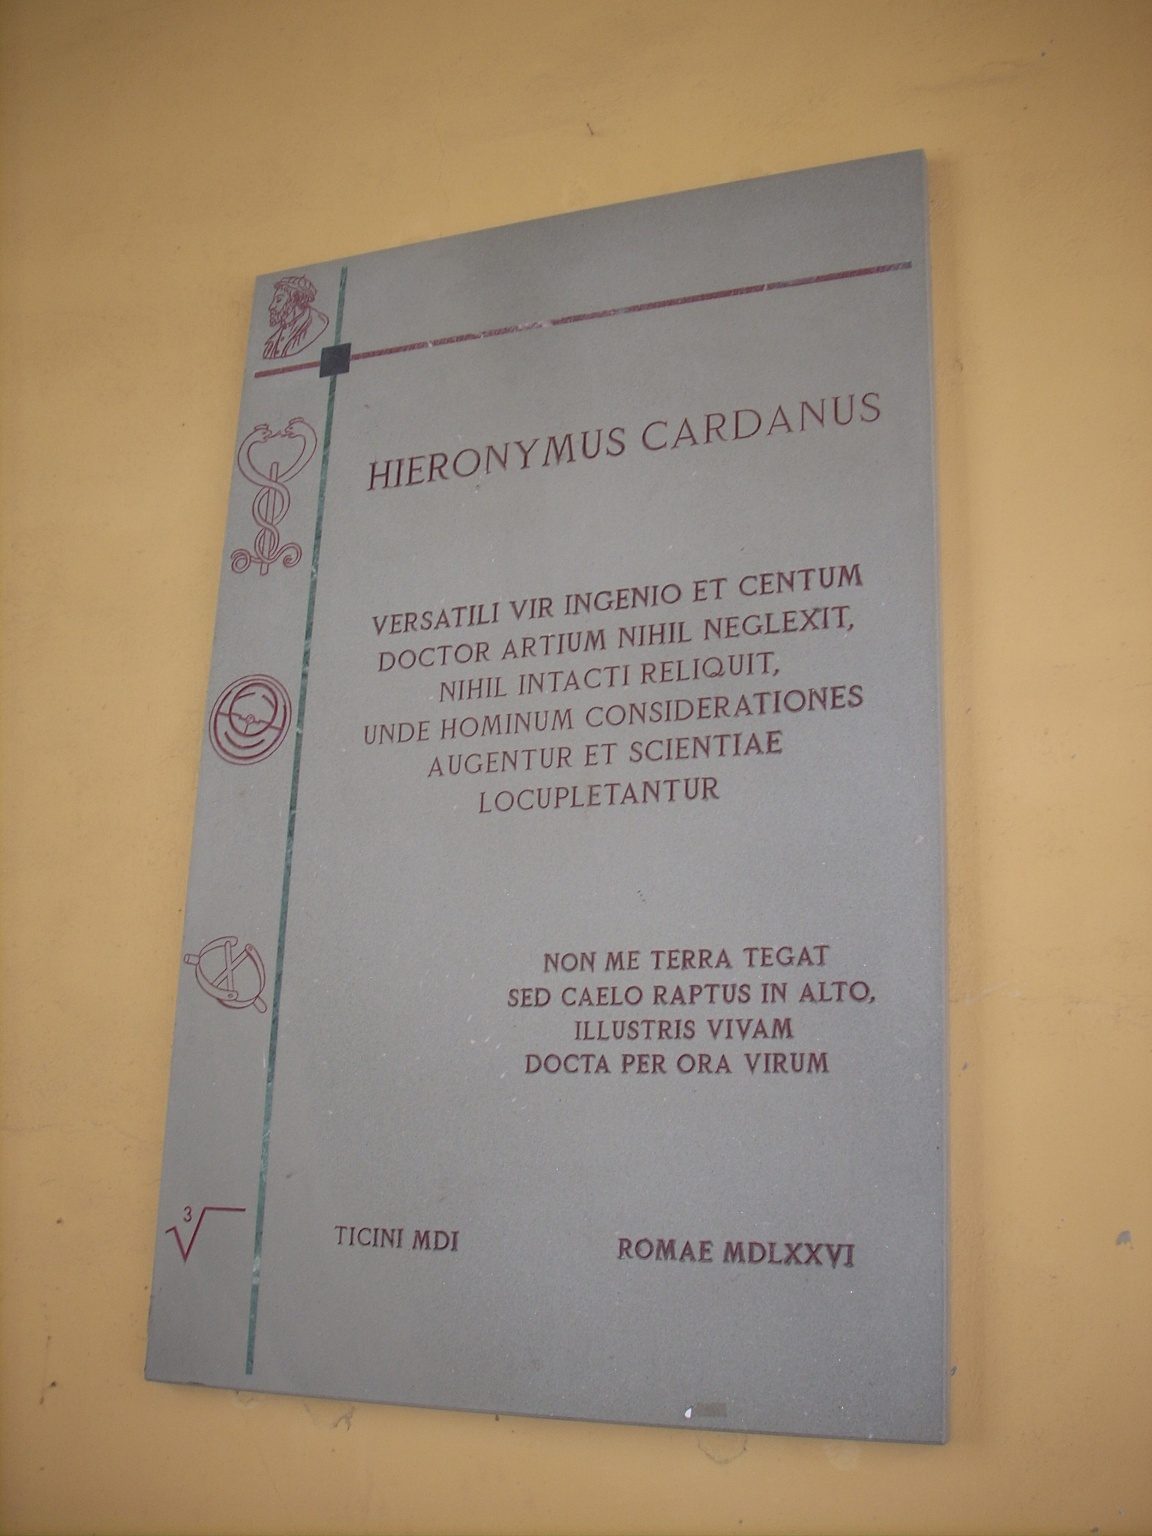 HIERONYMUS CARDANUS
VERSATILI VIR INGENIO ET CENTUM
DOCTOR ARTIUM NIHIL NEGLEXIT,
NIHIL INTACTI RELIQUIT,
UNDE HOMINUM CONSIDERATIONES
AUGENTUR ET SCIENTIAE
LOCUPLETANTUR
NON ME TERRA TEGAT
SED CAELO RAPTUS IN ALTO,
ILLUSTRIS VIVAM
DOCTA PER ORA VIRUM
3√
TICINI MDI
ROMAE MDLXXVI